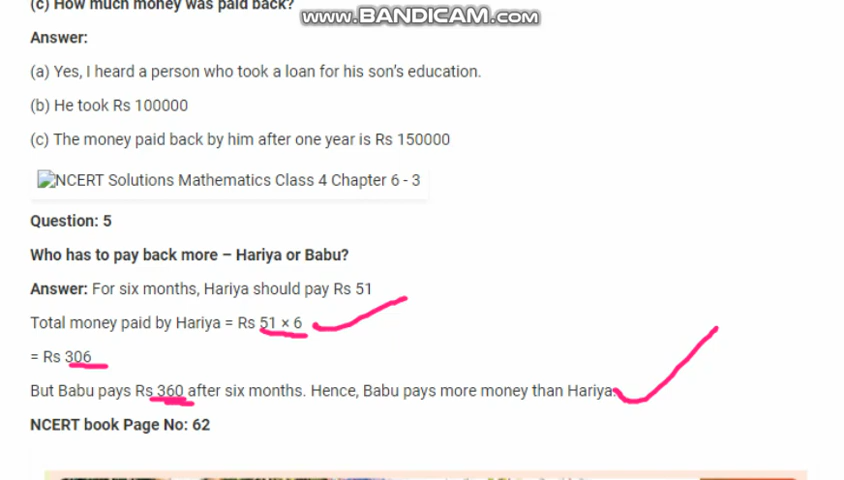 (c) How much money was paid back?
www.BANDICAM.com
Answer:
(a) Yes, I heard a person who took a loan for his son's education.
(b) He took Rs 100000
(c) The money paid back by him after one year is Rs 150000
NCERT Solutions Mathematics Class 4 Chapter 6 - 3
Question: 5
Who has to pay back more – Hariya or Babu?
Answer: For six months, Hariya should pay Rs 51
Total money paid by Hariya = Rs 51 × 6
= Rs 306
But Babu pays Rs 360 after six months. Hence, Babu pays more money than Hariya.
NCERT book Page No: 62